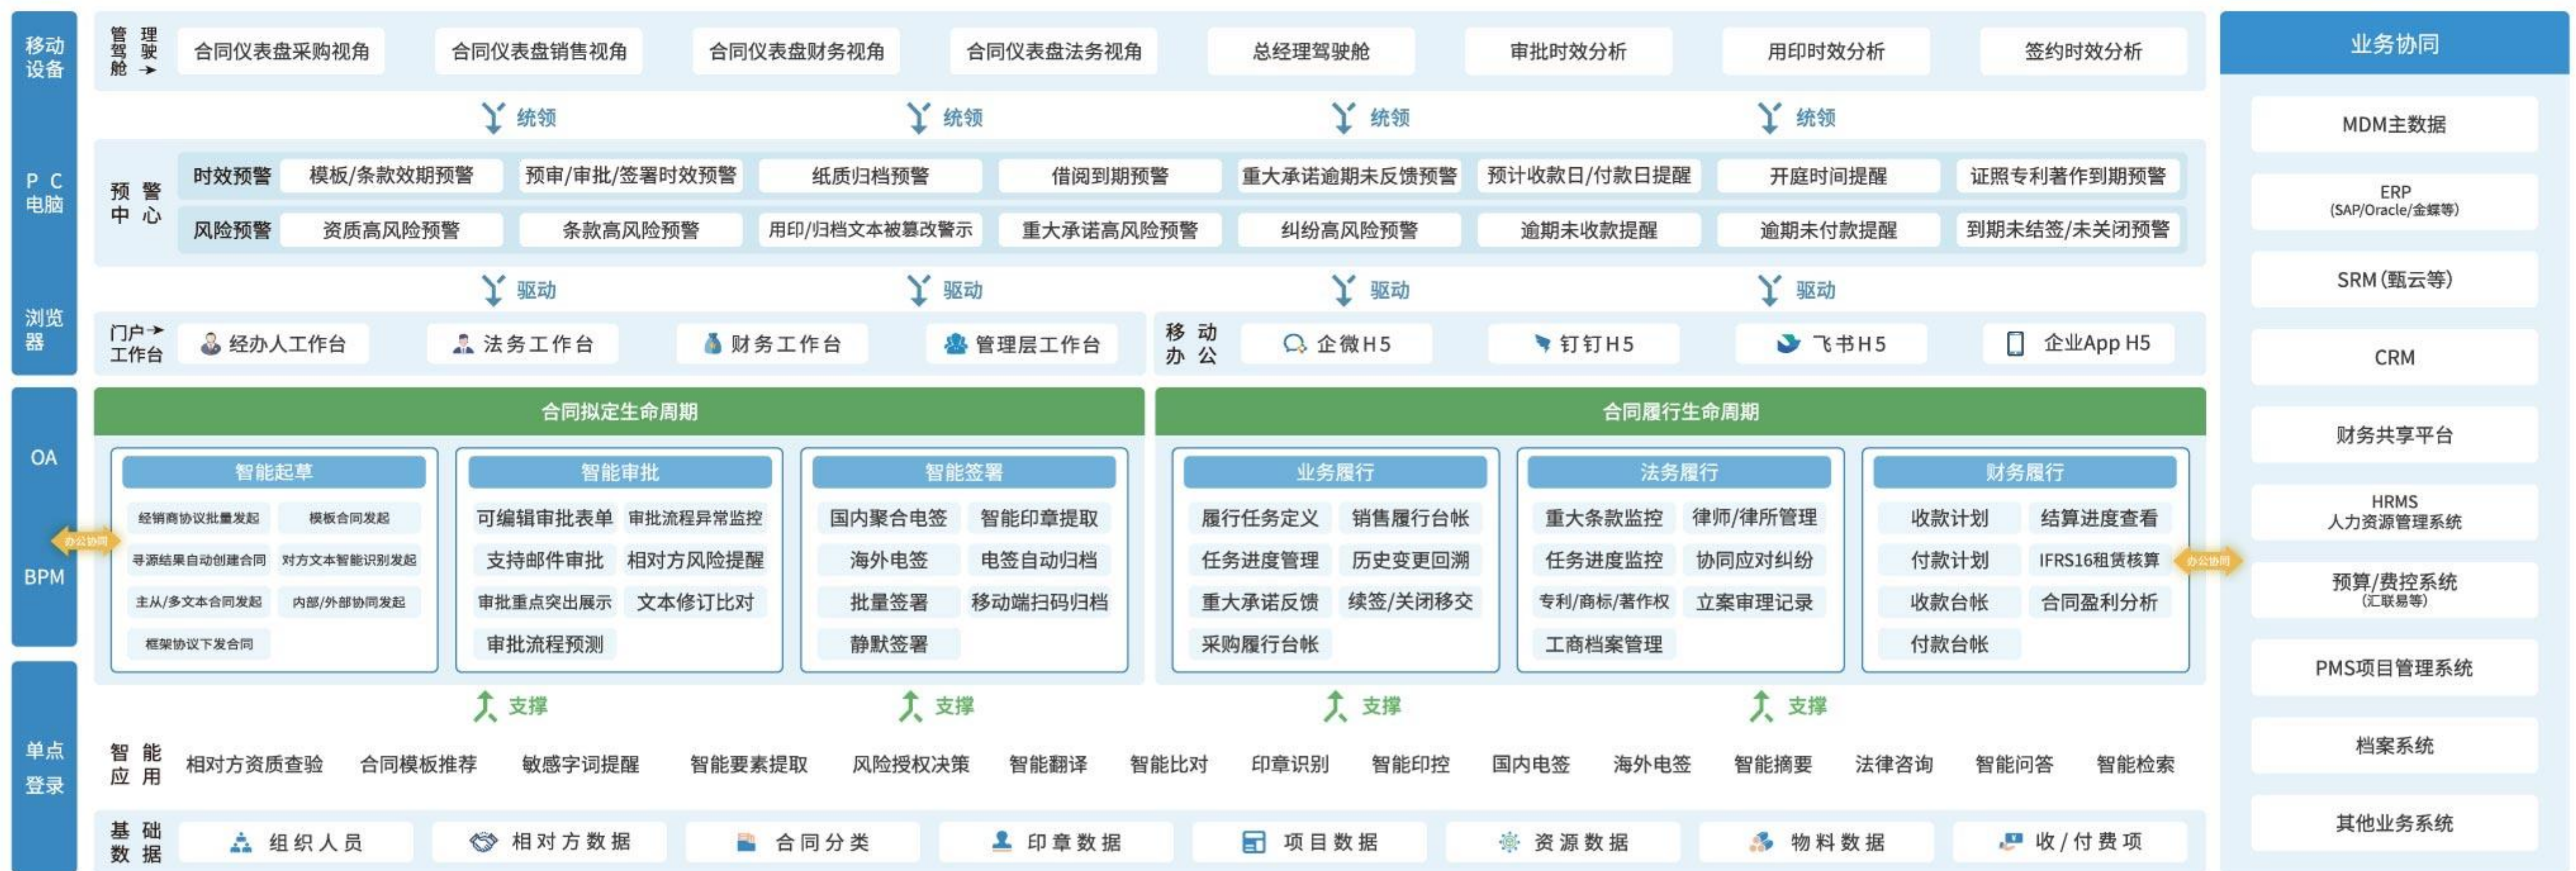 移动
设备
P C
电脑
浏览
器
OA
BPM
单点
登录
管 理
驾 驶
舱
合同仪表盘采购视角
合同仪表盘销售视角
合同仪表盘财务视角
合同仪表盘法务视角
总经理驾驶舱
审批时效分析
用印时效分析
签约时效分析
统领
统领
统领
统领
预 警
中 心
时效预警
模板/条款效期预警
预审/审批/签署时效预警
纸质归档预警
借阅到期预警
重大承诺逾期未反馈预警
预计收款日/付款日提醒
开庭时间提醒
证照专利著作到期预警
风险预警
资质高风险预警
条款高风险预警
用印/归档文本被篡改警示
重大承诺高风险预警
纠纷高风险预警
逾期未收款提醒
逾期未付款提醒
到期未结签/未关闭预警
驱动
驱动
驱动
驱动
门户
工作台
经办人工作台
法务工作台
财务工作台
管理层工作台
移 动
办 公
企微H5
钉钉H5
飞书H5
企业App H5
合同拟定生命周期
智能起草
经销商协议批量发起
模板合同发起
寻源结果自动创建合同
对方文本智能识别发起
主从/多文本合同发起
内部/外部协同发起
框架协议下发合同
智能审批
可编辑审批表单
审批流程异常监控
支持邮件审批
相对方风险提醒
审批重点突出展示
文本修订比对
审批流程预测
智能签署
国内聚合电签
智能印章提取
海外电签
电签自动归档
批量签署
移动端扫码归档
静默签署
合同履行生命周期
业务履行
履行任务定义
销售履行台帐
任务进度管理
历史变更回溯
重大承诺反馈
续签/关闭移交
采购履行台帐
法务履行
重大条款监控
律师/律所管理
任务进度监控
协同应对纠纷
专利/商标/著作权
立案审理记录
工商档案管理
财务履行
收款计划
结算进度查看
付款计划
IFRS16租赁核算
收款台帐
合同盈利分析
付款台帐
办公协同
办公协同
支撑
支撑
支撑
支撑
智 能
应 用
相对方资质查验
合同模板推荐
敏感字词提醒
智能要素提取
风险授权决策
智能翻译
智能比对
印章识别
智能印控
国内电签
海外电签
智能摘要
法律咨询
智能问答
智能检索
基 础
数 据
组织人员
相对方数据
合同分类
印章数据
项目数据
资源数据
物料数据
收/付费项
业务协同
MDM主数据
ERP
(SAP/Oracle/金蝶等)
SRM(甄云等)
CRM
财务共享平台
HRMS
人力资源管理系统
预算/费控系统
(汇联易等)
PMS项目管理系统
档案系统
其他业务系统